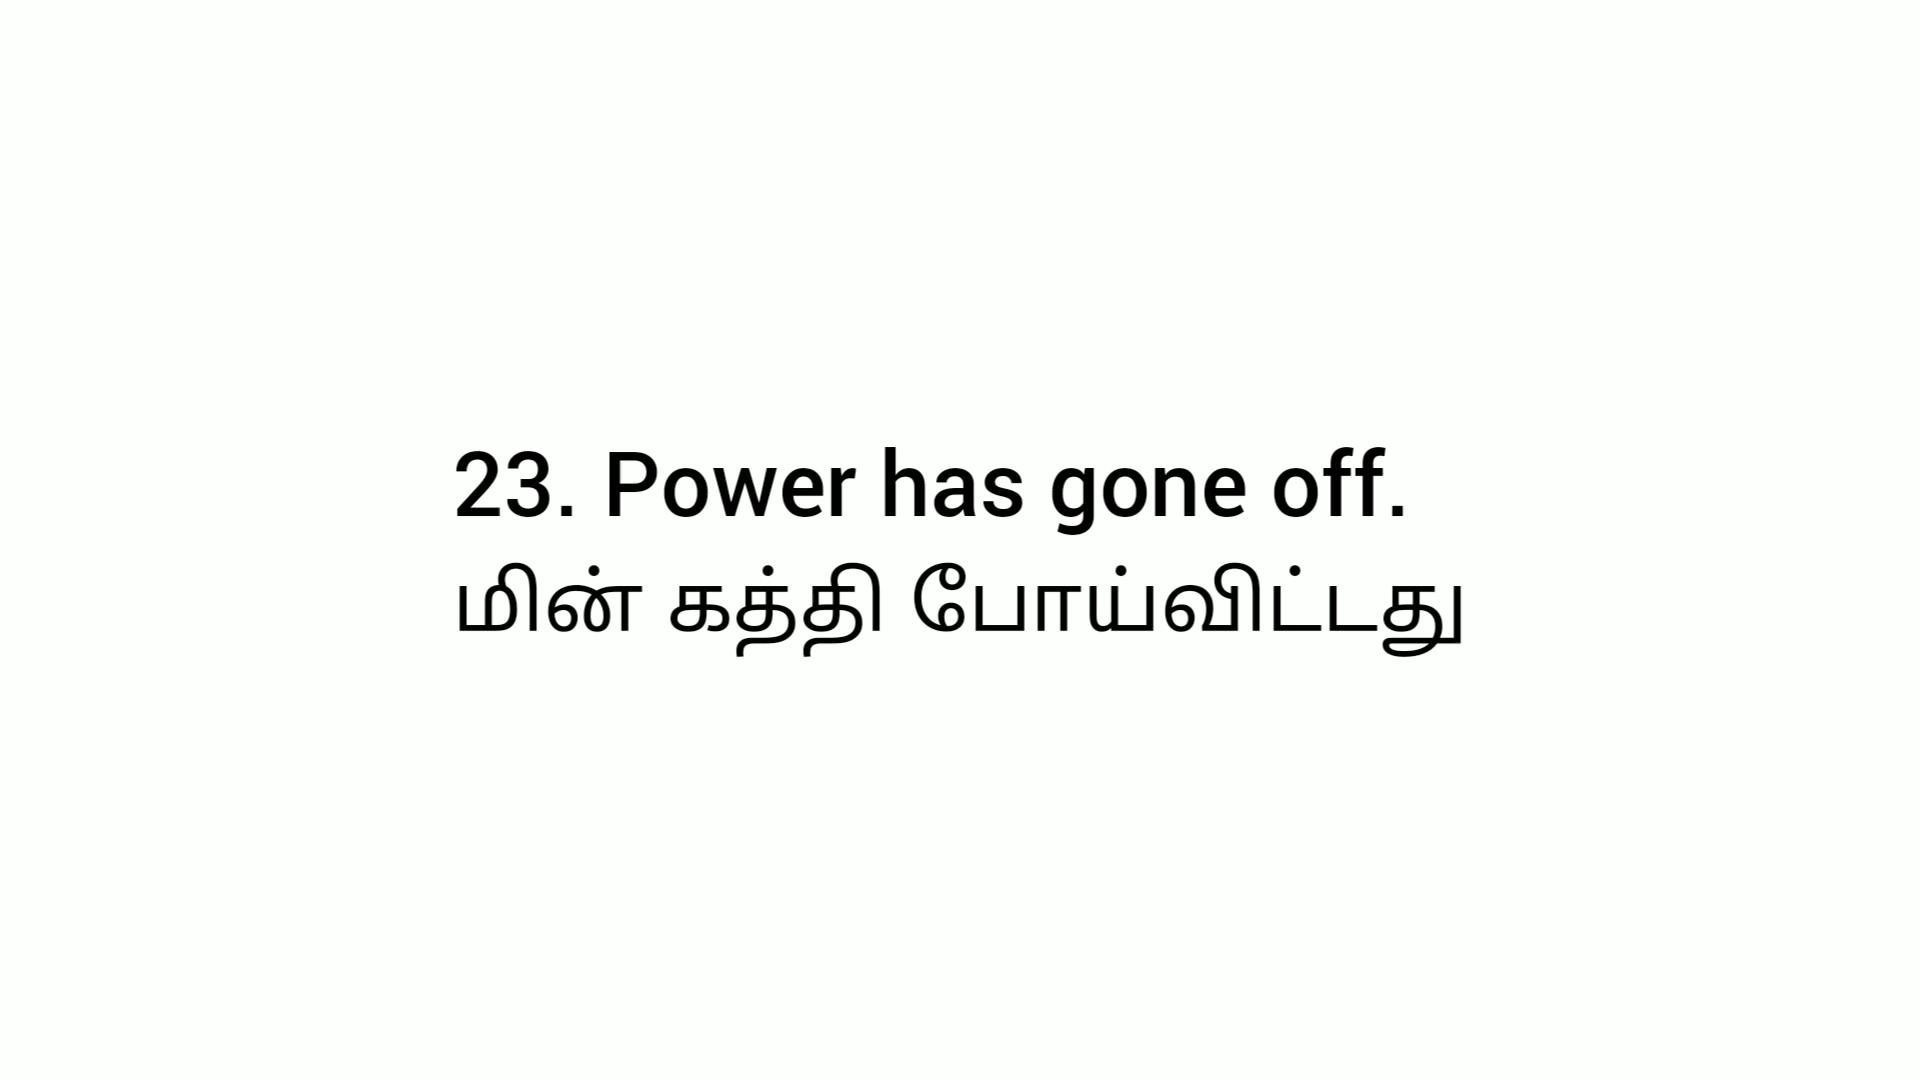 23. Power has gone off.
மின் கத்தி போய்விட்டது